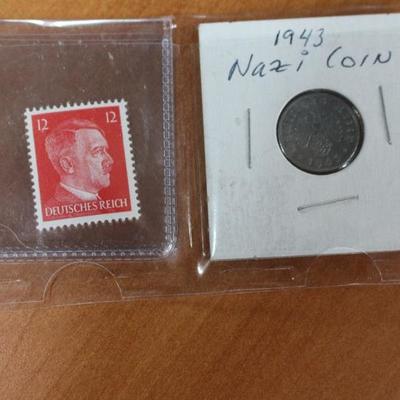 12 12
DEUTSCHES REICH
1943
Nazi Coin